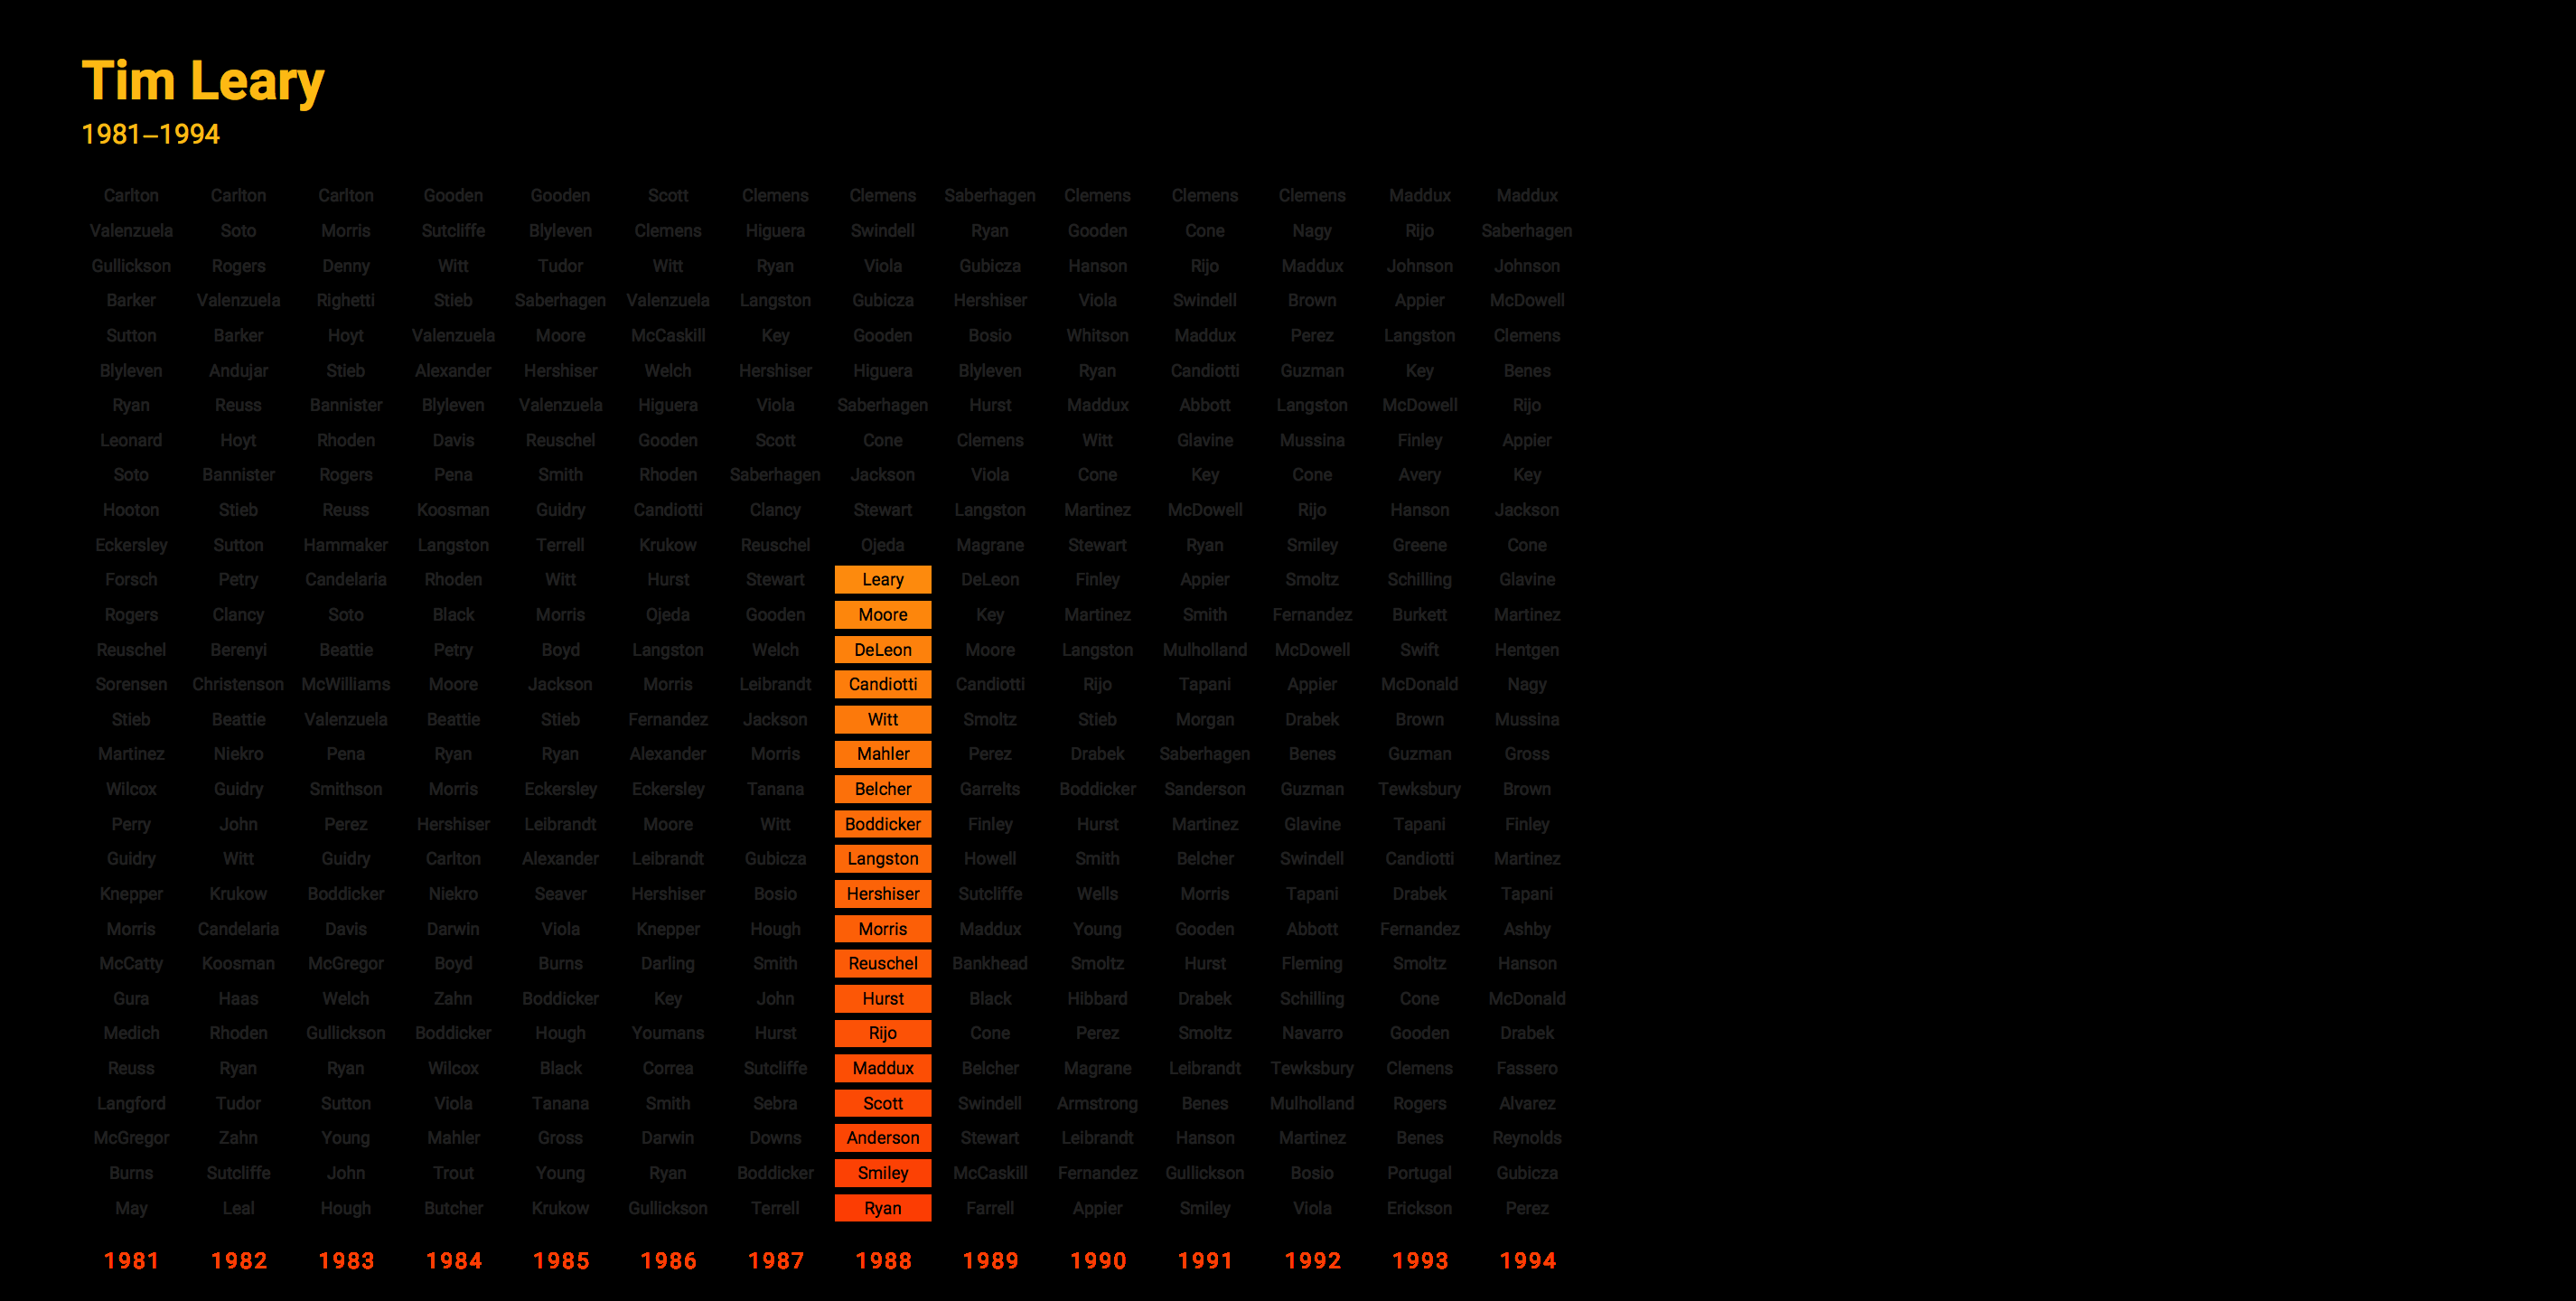 Tim Leary
1981–1994
Carlton Carlton Carlton Gooden Gooden Scott Clemens Clemens Saberhagen Clemens Clemens Clemens Maddux Maddux
Valenzuela Soto Morris Sutcliffe Blyleven Clemens Higuera Swindell Ryan Gooden Cone Nagy Rijo Saberhagen
Gullickson Rogers Denny Witt Tudor Witt Ryan Viola Gubicza Hanson Rijo Maddux Johnson Johnson
Barker Valenzuela Righetti Stieb Saberhagen Valenzuela Langston Gubicza Hershiser Viola Swindell Brown Appier McDowell
Sutton Barker Hoyt Valenzuela Moore McCaskill Key Gooden Bosio Whitson Maddux Perez Langston Clemens
Blyleven Andujar Stieb Alexander Hershiser Welch Hershiser Higuera Blyleven Ryan Candiotti Guzman Key Benes
Ryan Reuss Bannister Blyleven Valenzuela Higuera Viola Saberhagen Hurst Maddux Abbott Langston McDowell Rijo
Leonard Hoyt Rhoden Davis Reuschel Gooden Scott Cone Clemens Witt Glavine Mussina Finley Appier
Soto Bannister Rogers Pena Smith Rhoden Saberhagen Jackson Viola Cone Key Cone Avery Key
Hooton Stieb Reuss Koosman Guidry Candiotti Clancy Stewart Langston Martinez McDowell Rijo Hanson Jackson
Eckersley Sutton Hammaker Langston Terrell Krukow Reuschel Ojeda Magrane Stewart Ryan Smiley Greene Cone
Forsch Petry Candelaria Rhoden Witt Hurst Stewart Leary DeLeon Finley Appier Smoltz Schilling Glavine
Rogers Clancy Soto Black Morris Ojeda Gooden Moore Key Martinez Smith Fernandez Burkett Martinez
Reuschel Berenyi Beattie Petry Boyd Langston Welch DeLeon Moore Langston Mulholland McDowell Swift Hentgen
Sorensen Christenson McWilliams Moore Jackson Morris Leibrandt Candiotti Candiotti Rijo Tapani Appier McDonald Nagy
Stieb Beattie Valenzuela Beattie Stieb Fernandez Jackson Witt Smoltz Stieb Morgan Drabek Brown Mussina
Martinez Niekro Pena Ryan Ryan Alexander Morris Mahler Perez Drabek Saberhagen Benes Guzman Gross
Wilcox Guidry Smithson Morris Eckersley Eckersley Tanana Belcher Garrelts Boddicker Sanderson Guzman Tewksbury Brown
Perry John Perez Hershiser Leibrandt Moore Witt Boddicker Finley Hurst Martinez Glavine Tapani Finley
Guidry Witt Guidry Carlton Alexander Leibrandt Gubicza Langston Howell Smith Belcher Swindell Candiotti Martinez
Knepper Krukow Boddicker Niekro Seaver Hershiser Bosio Hershiser Sutcliffe Wells Morris Tapani Drabek Tapani
Morris Candelaria Davis Darwin Viola Knepper Hough Morris Maddux Young Gooden Abbott Fernandez Ashby
McCatty Koosman McGregor Boyd Burns Darling Smith Reuschel Bankhead Smoltz Hurst Fleming Smoltz Hanson
Gura Haas Welch Zahn Boddicker Key John Hurst Black Hibbard Drabek Schilling Cone McDonald
Medich Rhoden Gullickson Boddicker Hough Youmans Hurst Rijo Cone Perez Smoltz Navarro Gooden Drabek
Reuss Ryan Ryan Wilcox Black Correa Sutcliffe Maddux Belcher Magrane Leibrandt Tewksbury Clemens Fassero
Langford Tudor Sutton Viola Tanana Smith Sebra Scott Swindell Armstrong Benes Mulholland Rogers Alvarez
McGregor Zahn Young Mahler Gross Darwin Downs Anderson Stewart Leibrandt Hanson Martinez Benes Reynolds
Burns Sutcliffe John Trout Young Ryan Boddicker Smiley McCaskill Fernandez Gullickson Bosio Portugal Gubicza
May Leal Hough Butcher Krukow Gullickson Terrell Ryan Farrell Appier Smiley Viola Erickson Perez
1981 1982 1983 1984 1985 1986 1987 1988 1989 1990 1991 1992 1993 1994